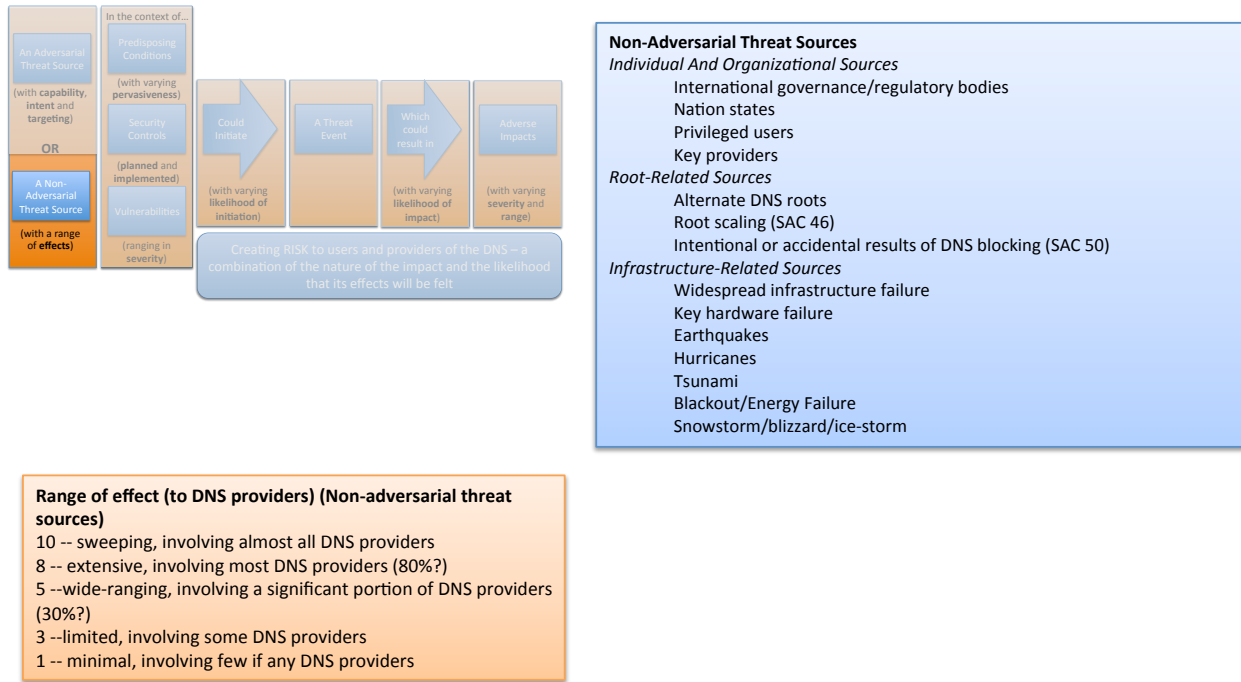 An Adversarial
Threat Source
(with capability,
intent and
targeting)
OR
A Non-
Adversarial
Threat Source
(with a range
of effects)
In the context of...
Predisposing
Conditions
(with varying
pervasiveness)
Security
Controls
(planned and
implemented)
Vulnerabilities
(ranging in
severity)
Could
Initiate
(with varying
likelihood of
initiation)
A Threat
Event
Which
could
result in
(with varying
likelihood of
impact)
Adverse
Impacts
(with varying
severity and
range)
Creating RISK to users and providers of the DNS – a
combination of the nature of the impact and the likelihood
that its effects will be felt
Non-Adversarial Threat Sources
Individual And Organizational Sources
International governance/regulatory bodies
Nation states
Privileged users
Key providers
Root-Related Sources
Alternate DNS roots
Root scaling (SAC 46)
Intentional or accidental results of DNS blocking (SAC 50)
Infrastructure-Related Sources
Widespread infrastructure failure
Key hardware failure
Earthquakes
Hurricanes
Tsunami
Blackout/Energy Failure
Snowstorm/blizzard/ice-storm
Range of effect (to DNS providers) (Non-adversarial threat
sources)
10 -- sweeping, involving almost all DNS providers
8 -- extensive, involving most DNS providers (80%?)
5 --wide-ranging, involving a significant portion of DNS providers
(30%?)
3 --limited, involving some DNS providers
1 -- minimal, involving few if any DNS providers